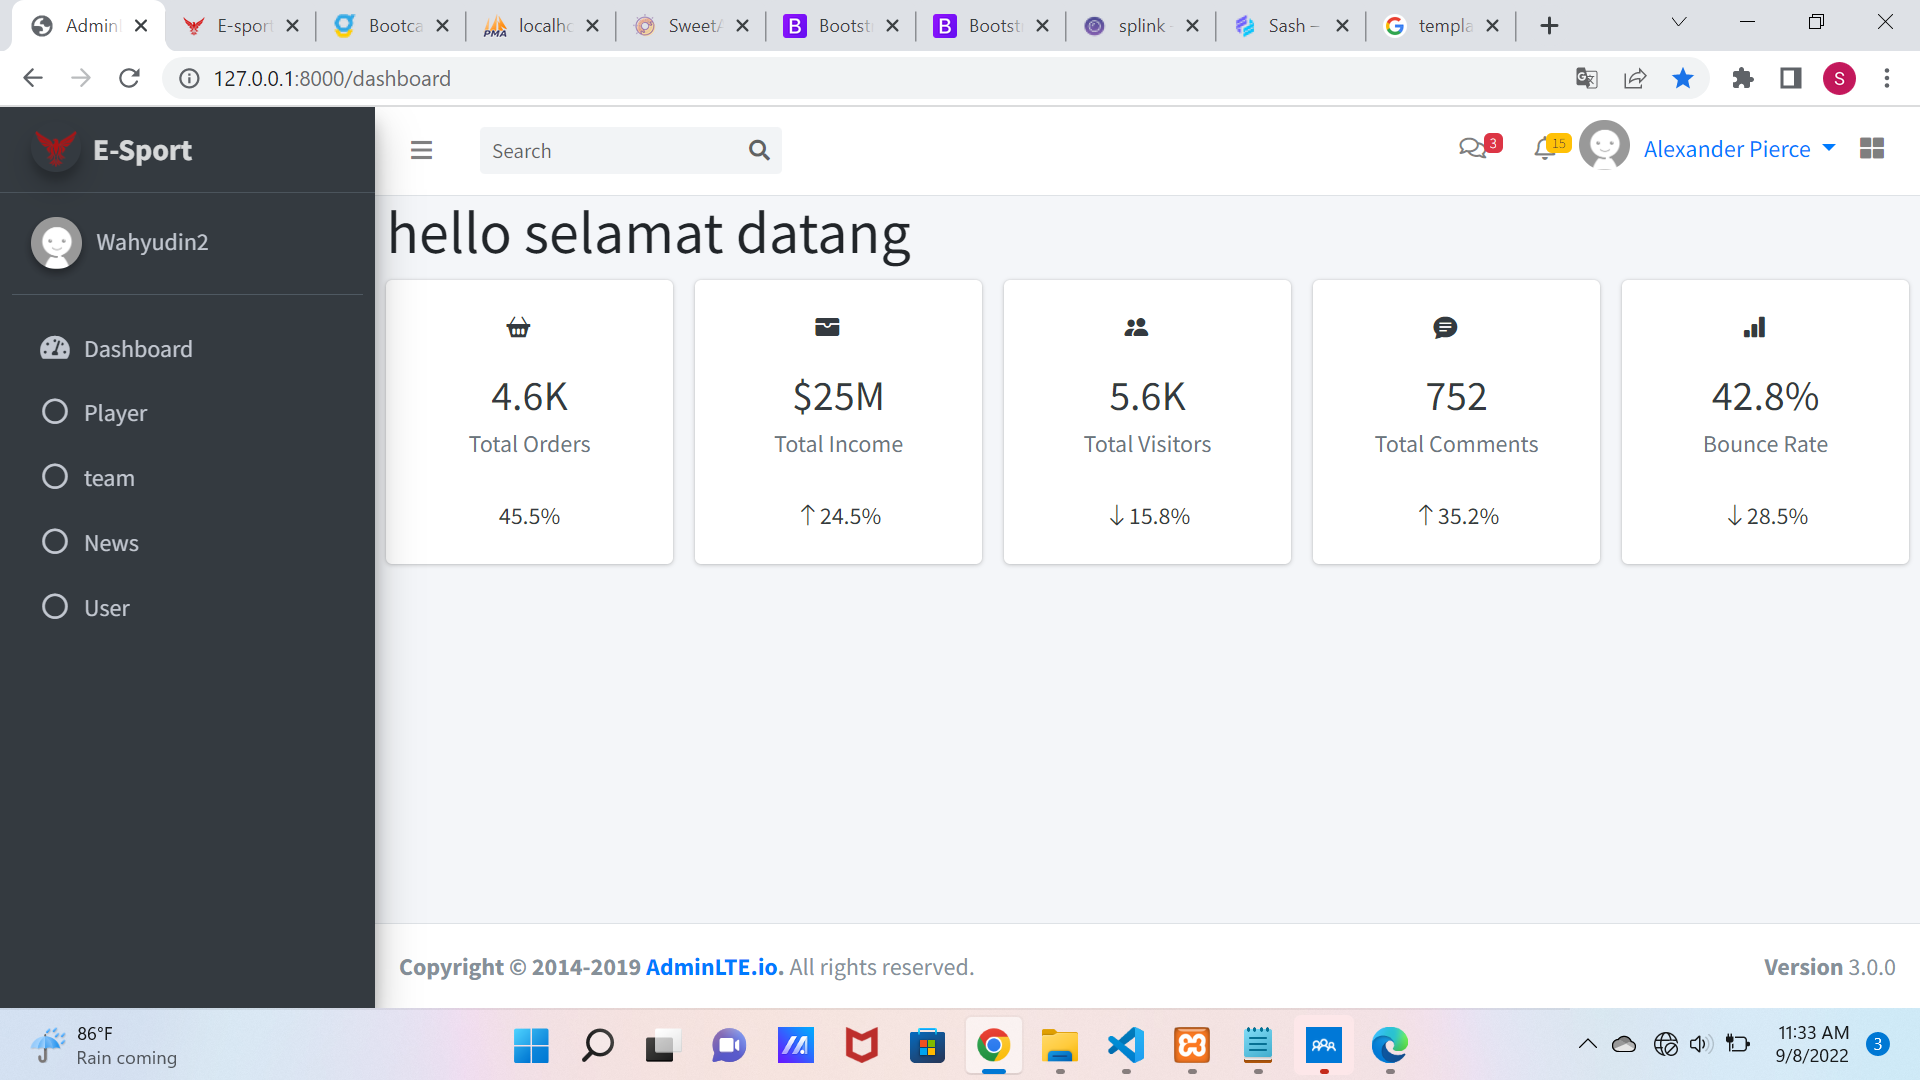 Admin
E-sport
Bootca
localho
SweetA
Bootst
Bootst
splink
Sash –
templa
127.0.0.1:8000/dashboard
S
E-Sport
Search
3
15
Alexander Pierce
Wahyudin2
hello selamat datang
Dashboard
Player
team
News
User
4.6K
Total Orders
45.5%
$25M
Total Income
↑ 24.5%
5.6K
Total Visitors
↓ 15.8%
752
Total Comments
↑ 35.2%
42.8%
Bounce Rate
↓ 28.5%
Copyright © 2014-2019 AdminLTE.io. All rights reserved.
Version 3.0.0
86°F
Rain coming
11:33 AM
9/8/2022
3